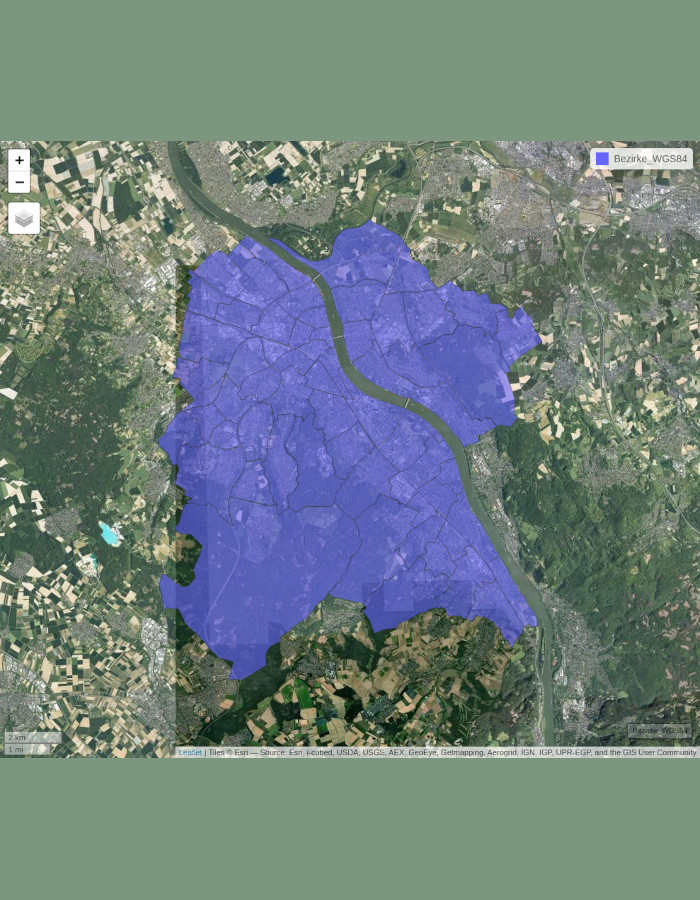 +
−
Bezirke_WGS84
Bezirke_WGS84
2 km
1 mi
Leaflet | Tiles © Esri — Source: Esri, i-cubed, USDA, USGS, AEX, GeoEye, Getmapping, Aerogrid, IGN, IGP, UPR-EGP, and the GIS User Community